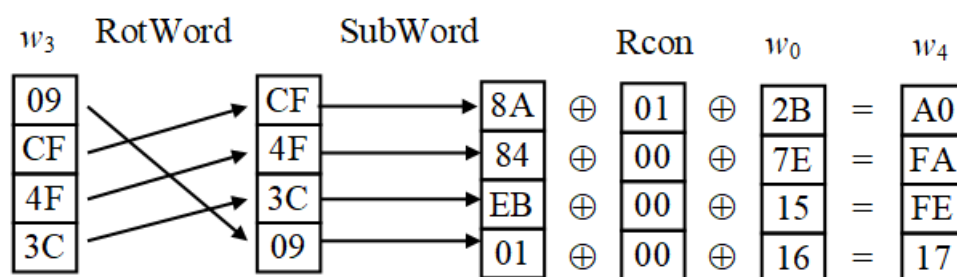 w₃ RotWord SubWord Rcon w₀ w₄
09 CF 8A ⊕ 01 ⊕ 2B = A0
CF 4F 84 ⊕ 00 ⊕ 7E = FA
4F 3C EB ⊕ 00 ⊕ 15 = FE
3C 09 01 ⊕ 00 ⊕ 16 = 17